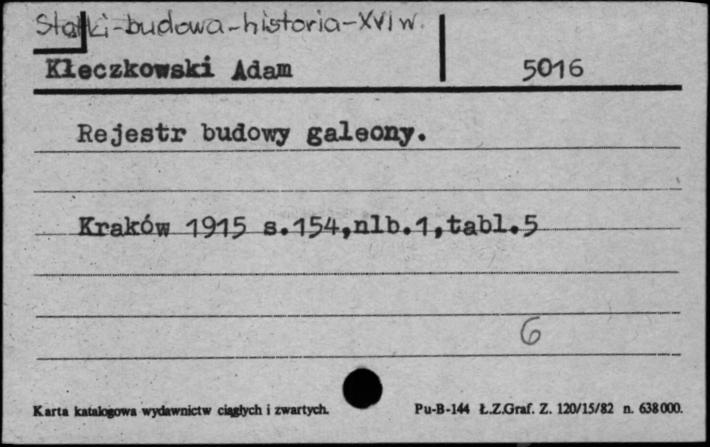 Statki-budowa-historia-XVI w.
Kleczkowski Adam 5016
Rejestr budowy galeony.
Kraków 1915 s.154,nlb.1,tabl.5
6
Karta katalogowa wydawnictw ciągłych i zwartych. Pu-B-144 Ł.Z.Graf. Z. 120/15/82 n. 638000.